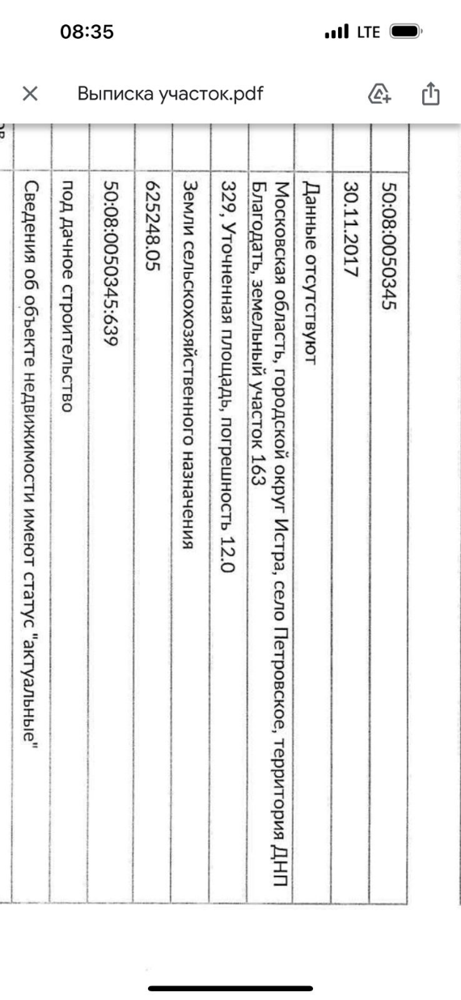 08:35
LTE
Выписка участок.pdf
50:08:0050345
30.11.2017
Данные отсутствуют
Московская область, городской округ Истра, село Петровское, территория ДНП
Благодать, земельный участок 163
329, Уточненная площадь, погрешность 12.0
Земли сельскохозяйственного назначения
625248.05
50:08:0050345:639
под дачное строительство
Сведения об объекте недвижимости имеют статус "актуальные"